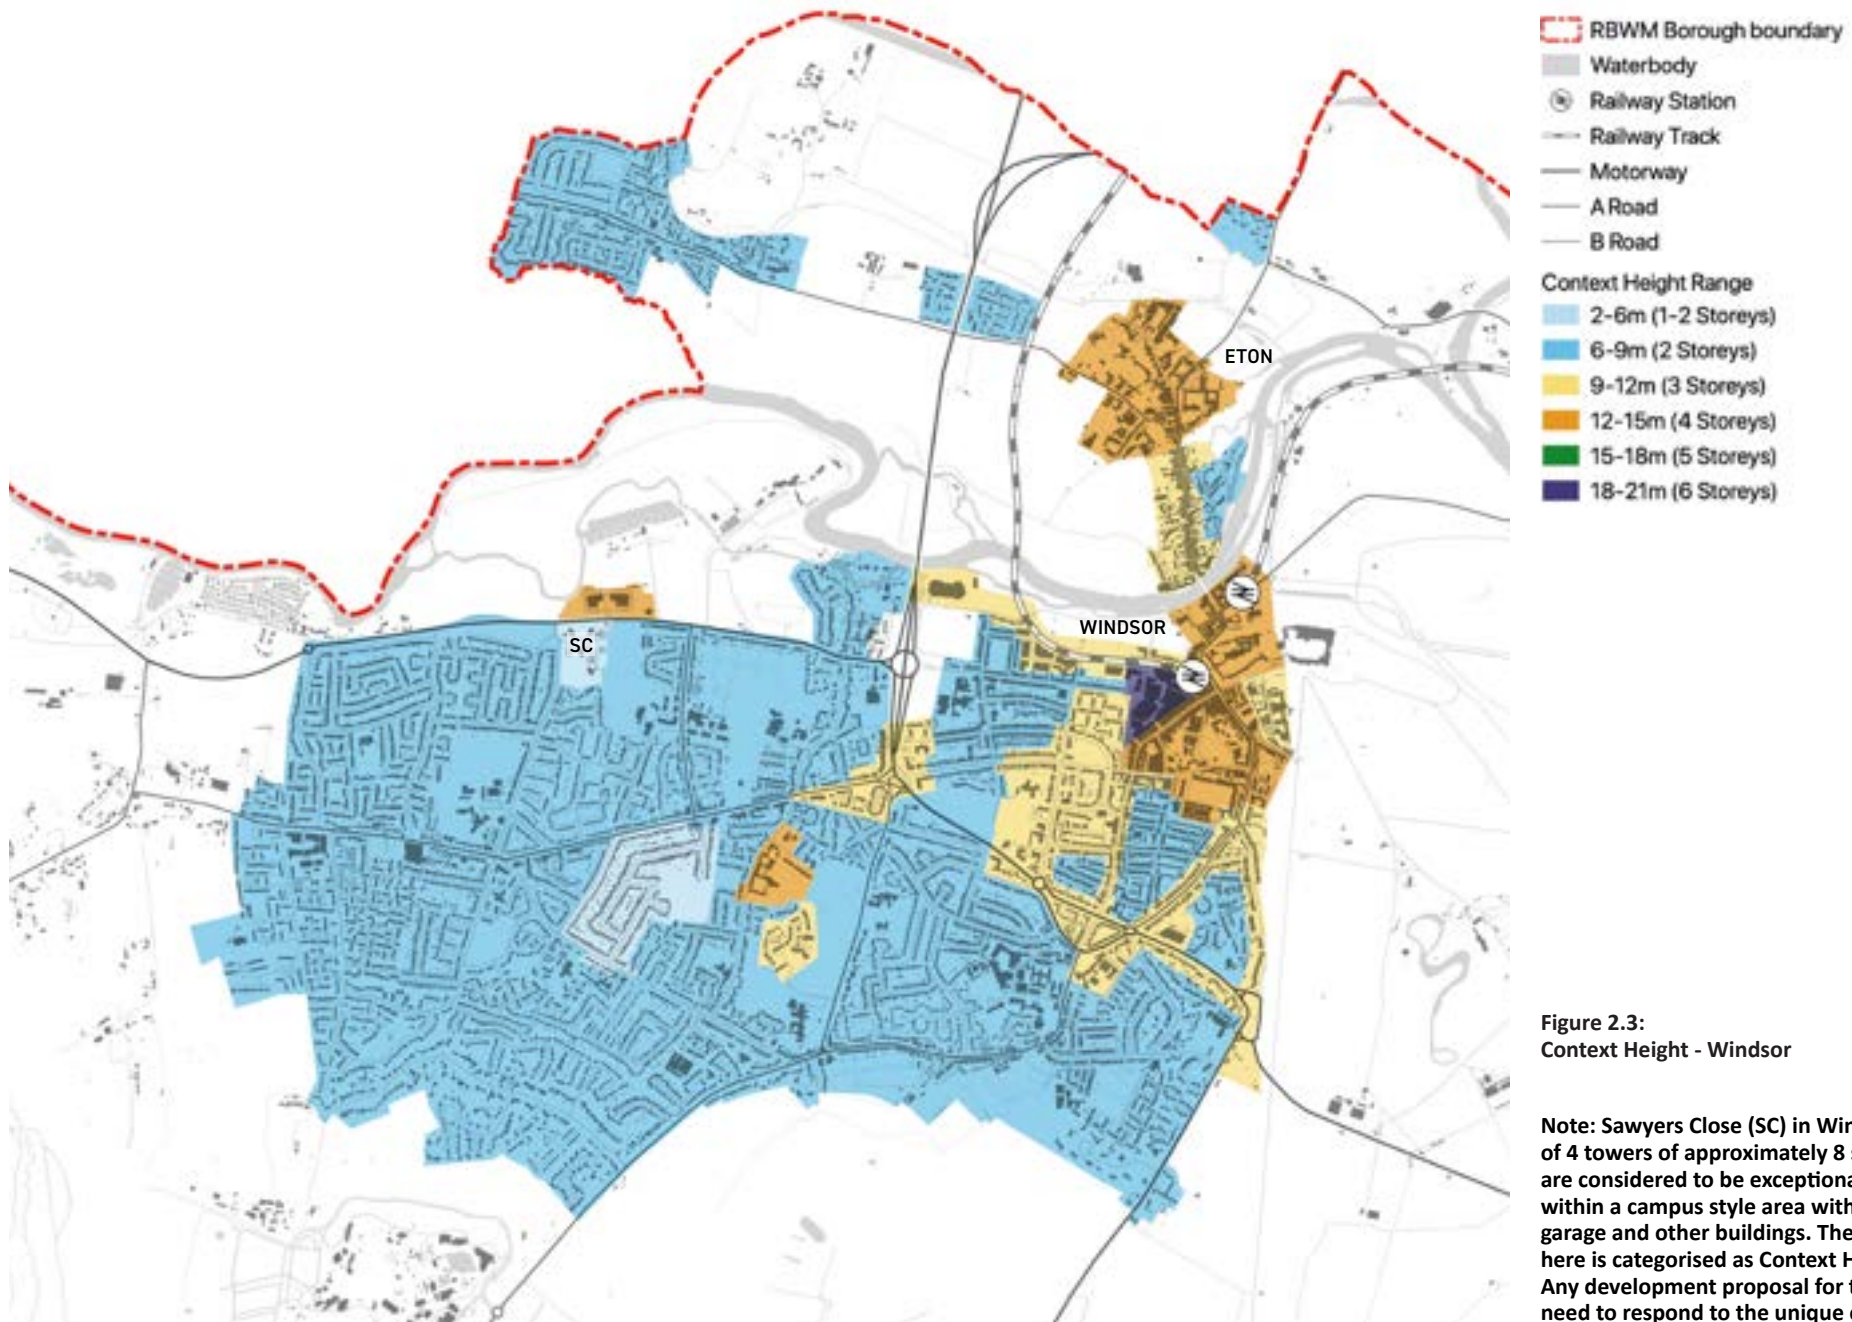 RBWM Borough boundary
Waterbody
Railway Station
Railway Track
Motorway
A Road
B Road
Context Height Range
2-6m (1-2 Storeys)
6-9m (2 Storeys)
9-12m (3 Storeys)
12-15m (4 Storeys)
15-18m (5 Storeys)
18-21m (6 Storeys)
ETON
SC
WINDSOR
Figure 2.3:
Context Height - Windsor
Note: Sawyers Close (SC) in Win
of 4 towers of approximately 8
are considered to be exceptiona
within a campus style area with
garage and other buildings. The
here is categorised as Context H
Any development proposal for t
need to respond to the unique